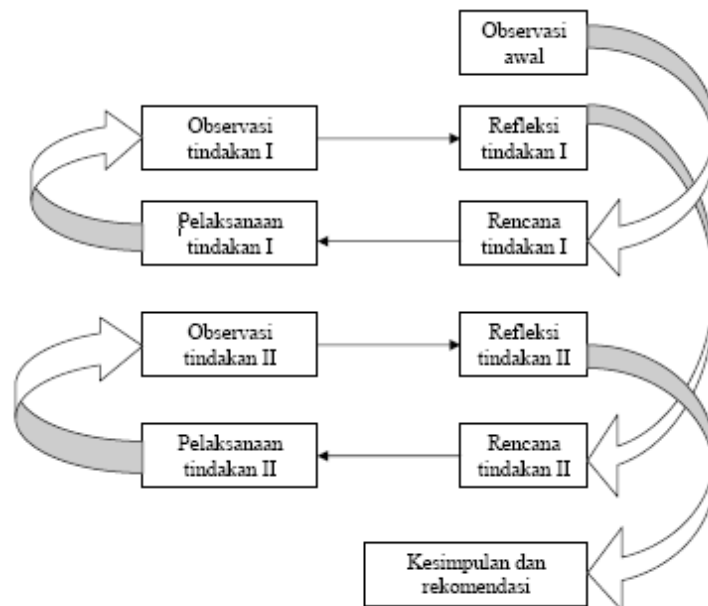 Observasi
awal
Observasi
tindakan I
Refleksi
tindakan I
Pelaksanaan
tindakan I
Rencana
tindakan I
Observasi
tindakan II
Refleksi
tindakan II
Pelaksanaan
tindakan II
Rencana
tindakan II
Kesimpulan dan
rekomendasi